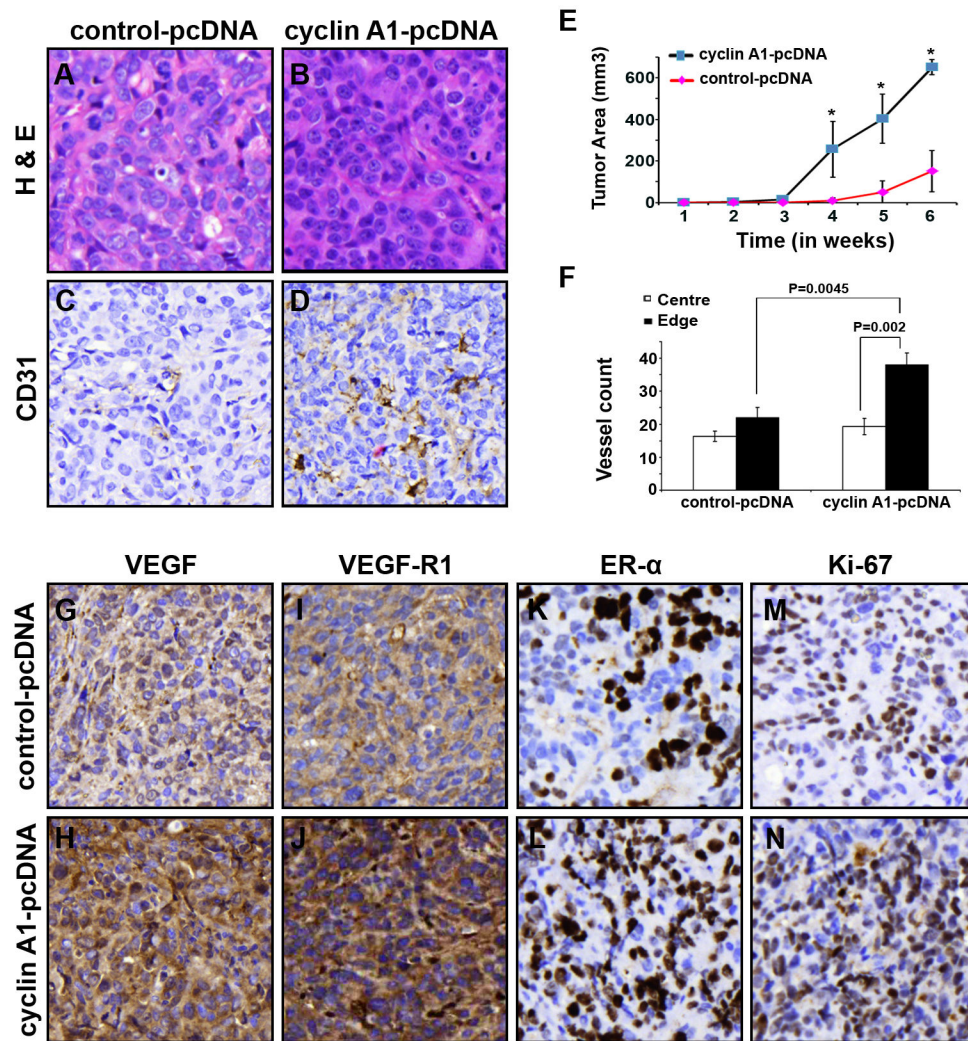 control-pcDNA cyclin A1-pcDNA
H & E
A
B
CD31
C
D
E
cyclin A1-pcDNA
control-pcDNA
Tumor Area (mm3)
600
400
200
0
*
*
*
1 2 3 4 5 6
Time (in weeks)
F
Centre
Edge
P=0.0045
P=0.002
Vessel count
40
30
20
10
0
control-pcDNA cyclin A1-pcDNA
VEGF VEGF-R1 ER-α Ki-67
control-pcDNA
G I K M
cyclin A1-pcDNA
H J L N